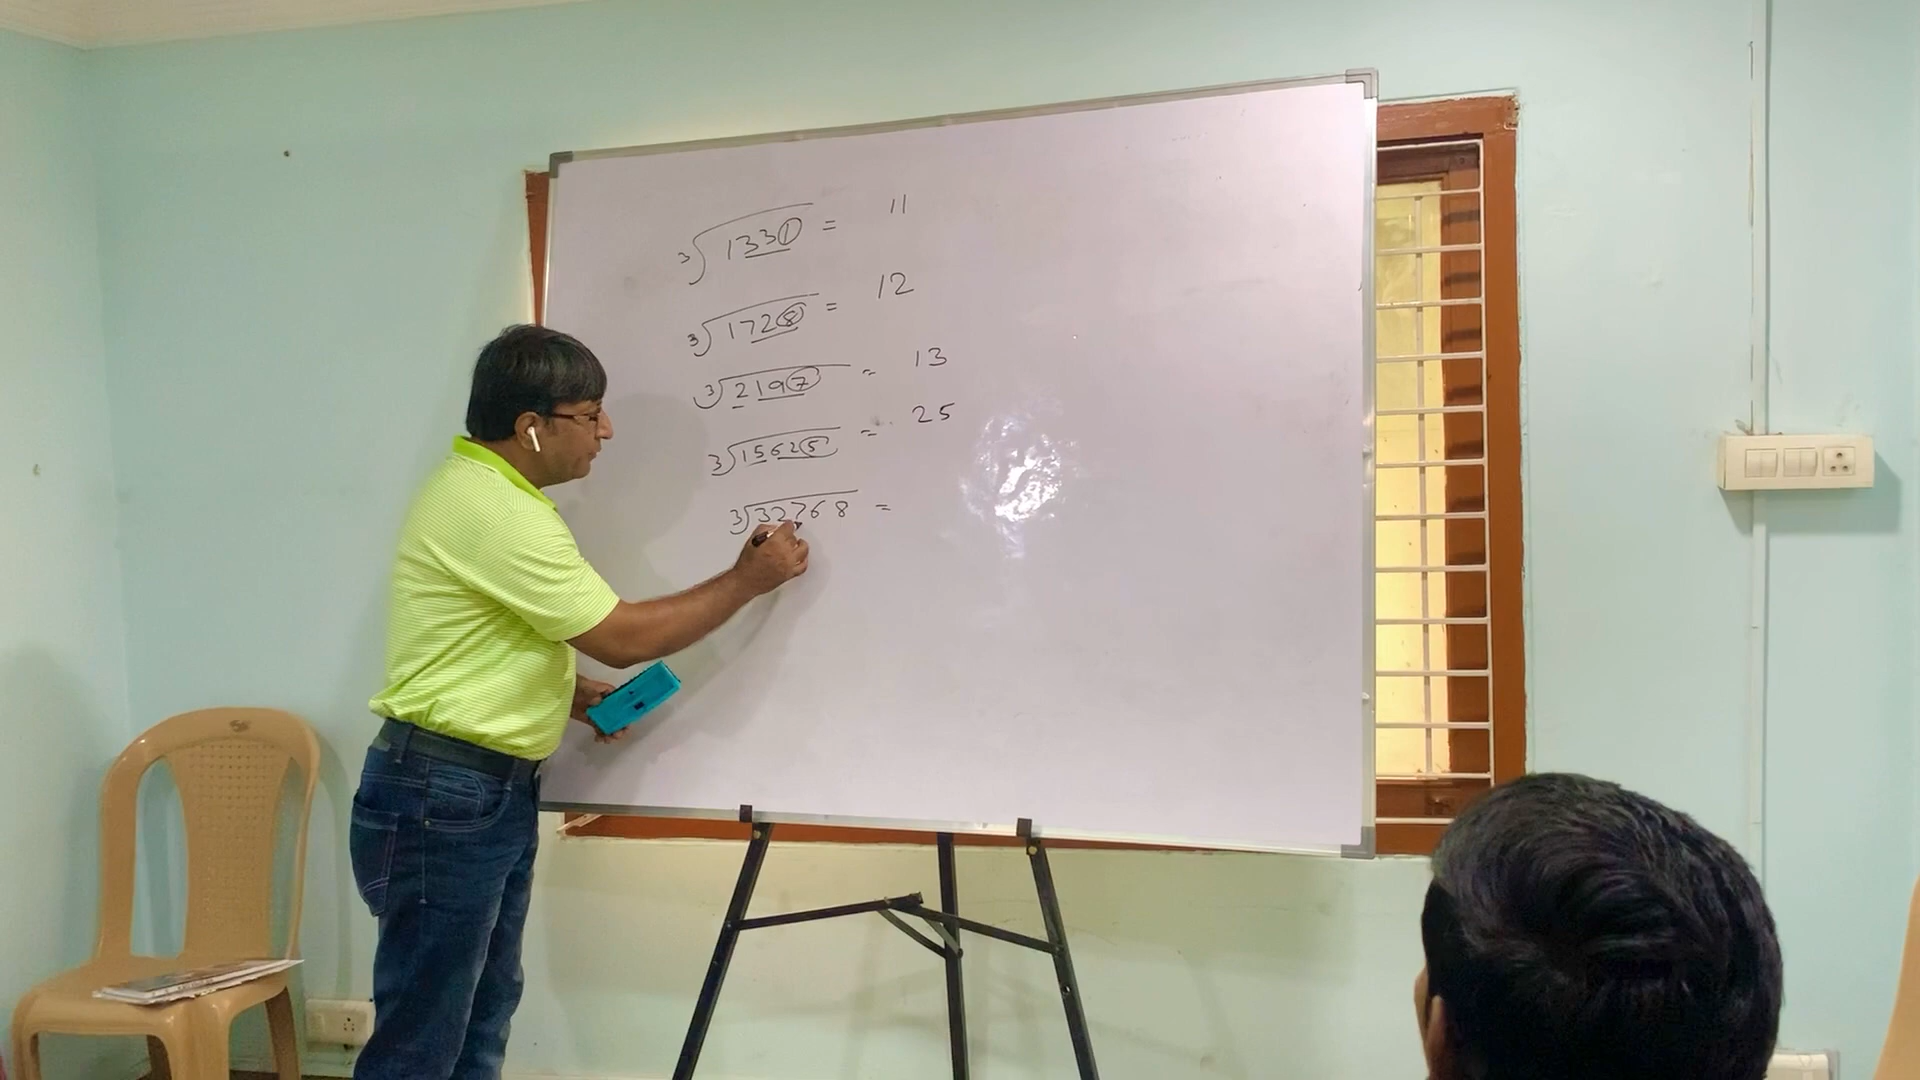 ³√1331 = 11
³√1728 = 12
³√2197 = 13
³√15625 = 25
³√32768 =